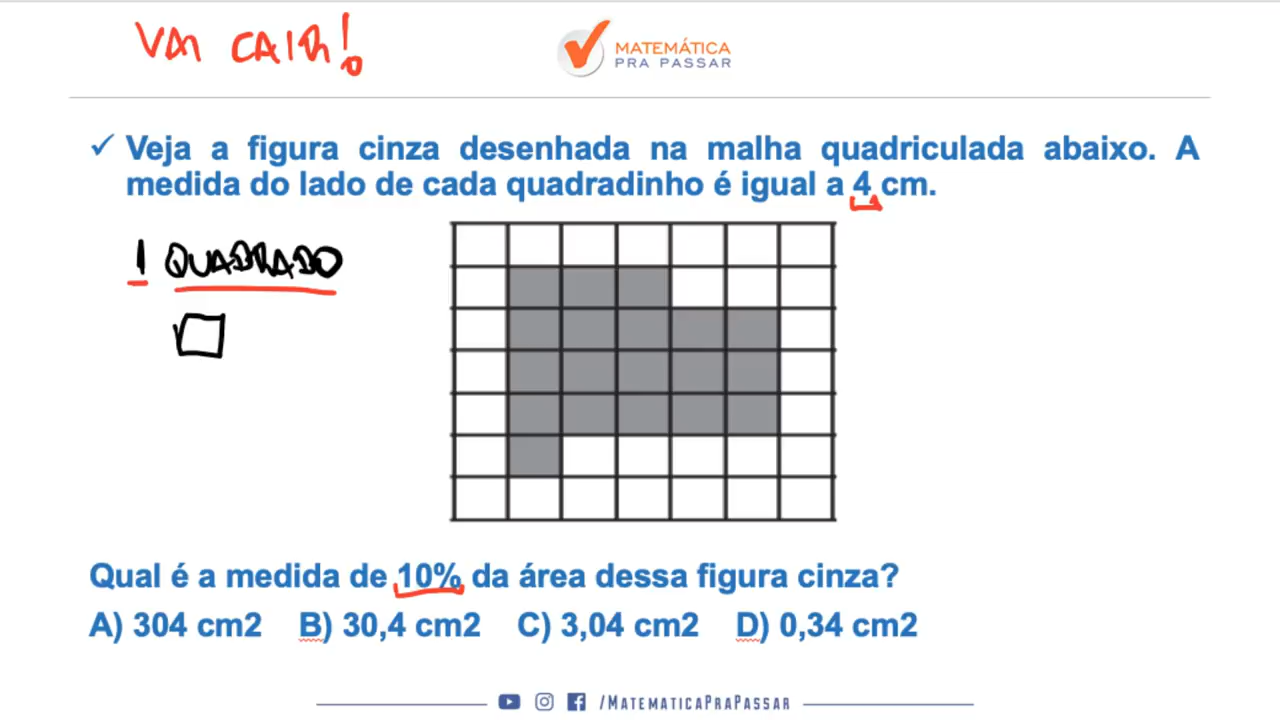 VAI CAIR!
MATEMÁTICA
PRA PASSAR
✓ Veja a figura cinza desenhada na malha quadriculada abaixo. A
medida do lado de cada quadradinho é igual a 4 cm.
1 QUADRADO
Qual é a medida de 10% da área dessa figura cinza?
A) 304 cm2 B) 30,4 cm2 C) 3,04 cm2 D) 0,34 cm2
/MATEMATICAPRAPASSAR